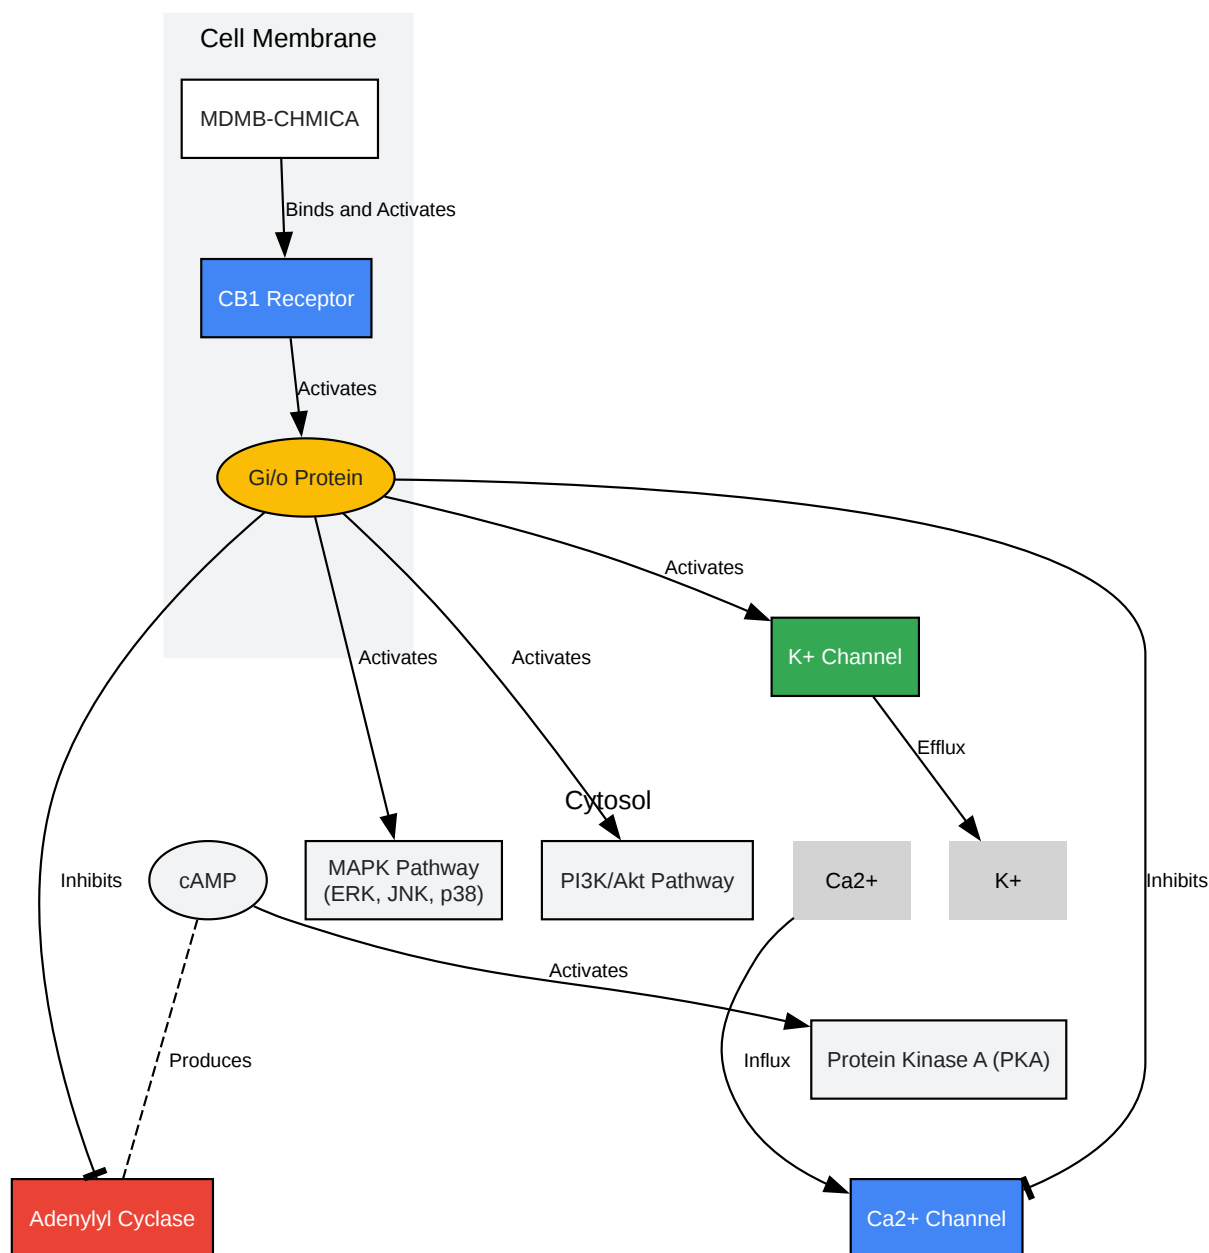 Cell Membrane
MDMB-CHMICA
Binds and Activates
CB1 Receptor
Activates
Gi/o Protein
Activates
K+ Channel
Activates
Activates
Efflux
Cytosol
Inhibits
cAMP
MAPK Pathway
(ERK, JNK, p38)
PI3K/Akt Pathway
Ca2+
K+
Inhibits
Activates
Produces
Influx
Protein Kinase A (PKA)
Adenylyl Cyclase
Ca2+ Channel